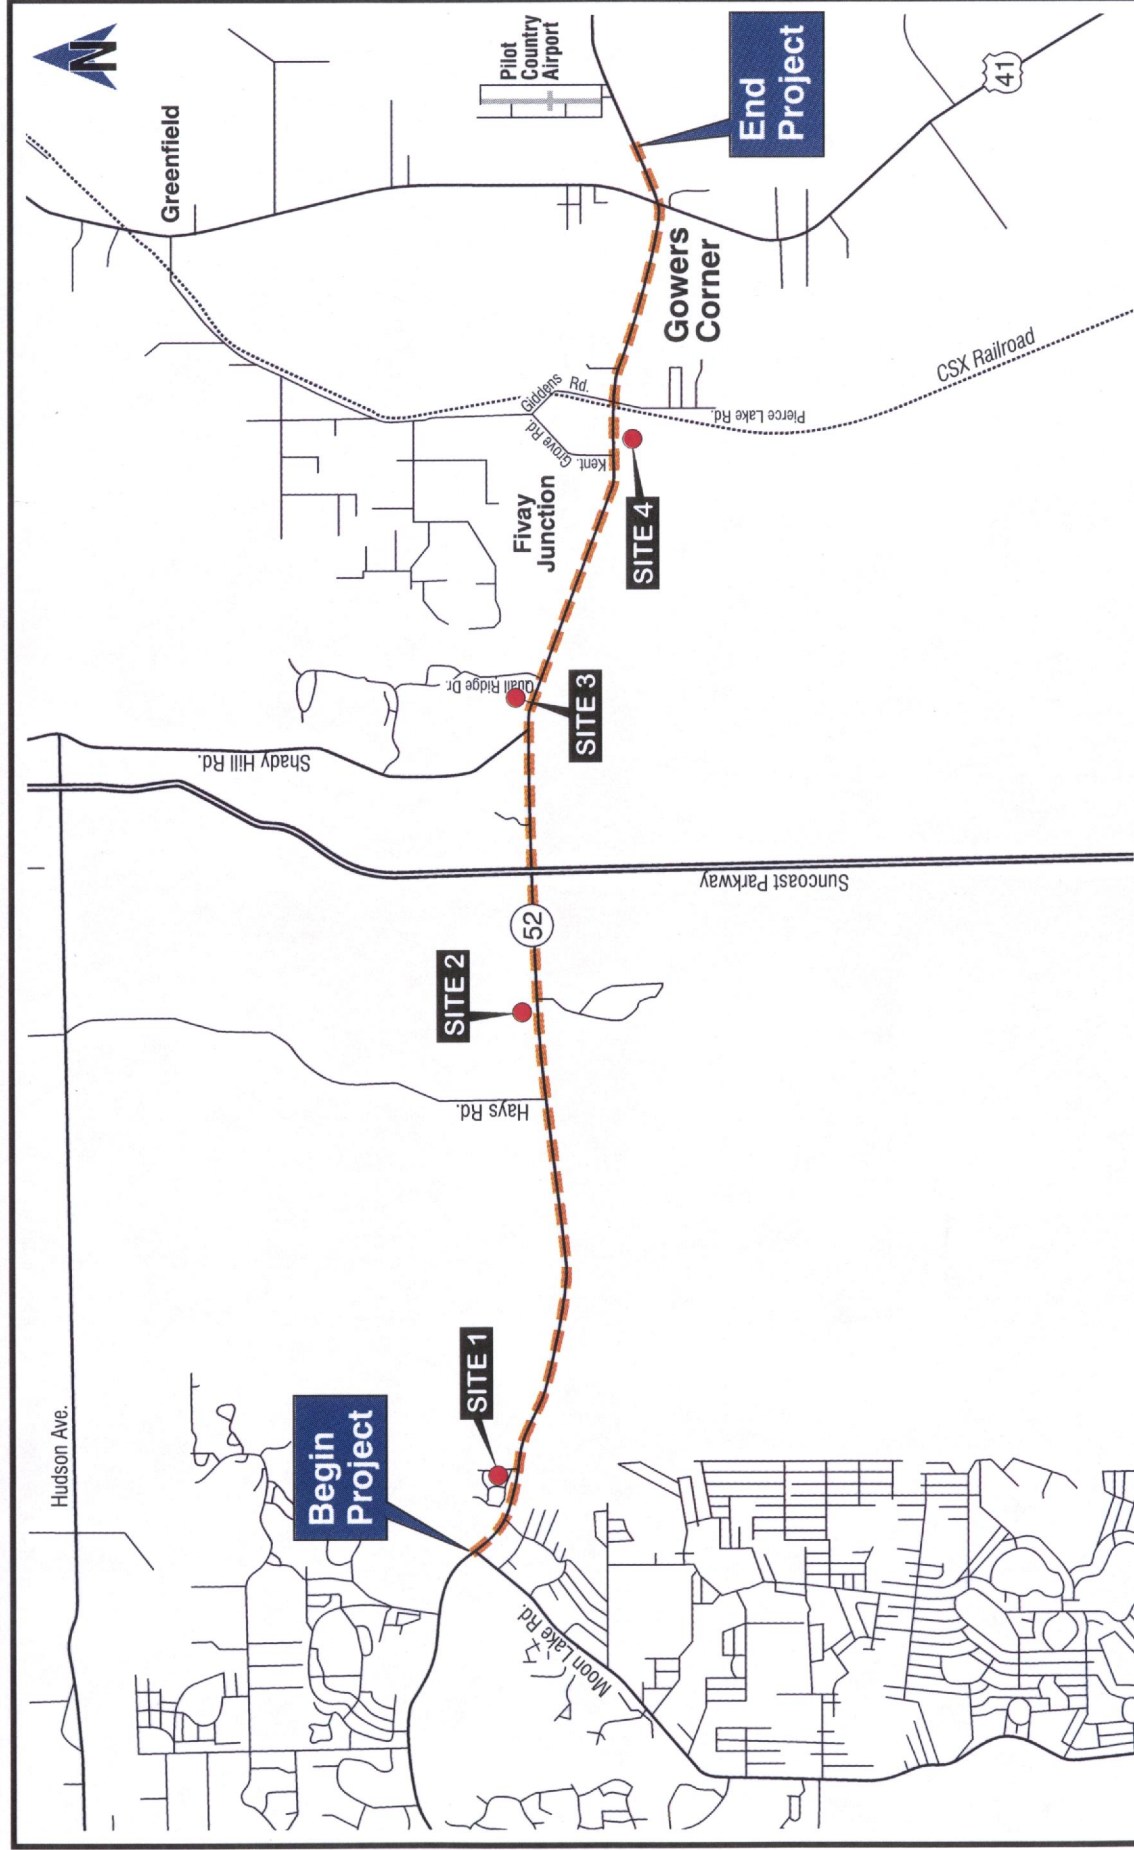 N
Greenfield
Pilot
Country
Airport
End
Project
41
Gowers
Corner
CSX Railroad
Giddens
Rd.
Pierce Lake Rd.
Kent.
Grove Rd.
Fivay
Junction
SITE 4
Quail Ridge Dr.
SITE 3
Shady Hill Rd.
Suncoast Parkway
52
SITE 2
Hays Rd.
SITE 1
Begin
Project
Hudson Ave.
Moon Lake Rd.